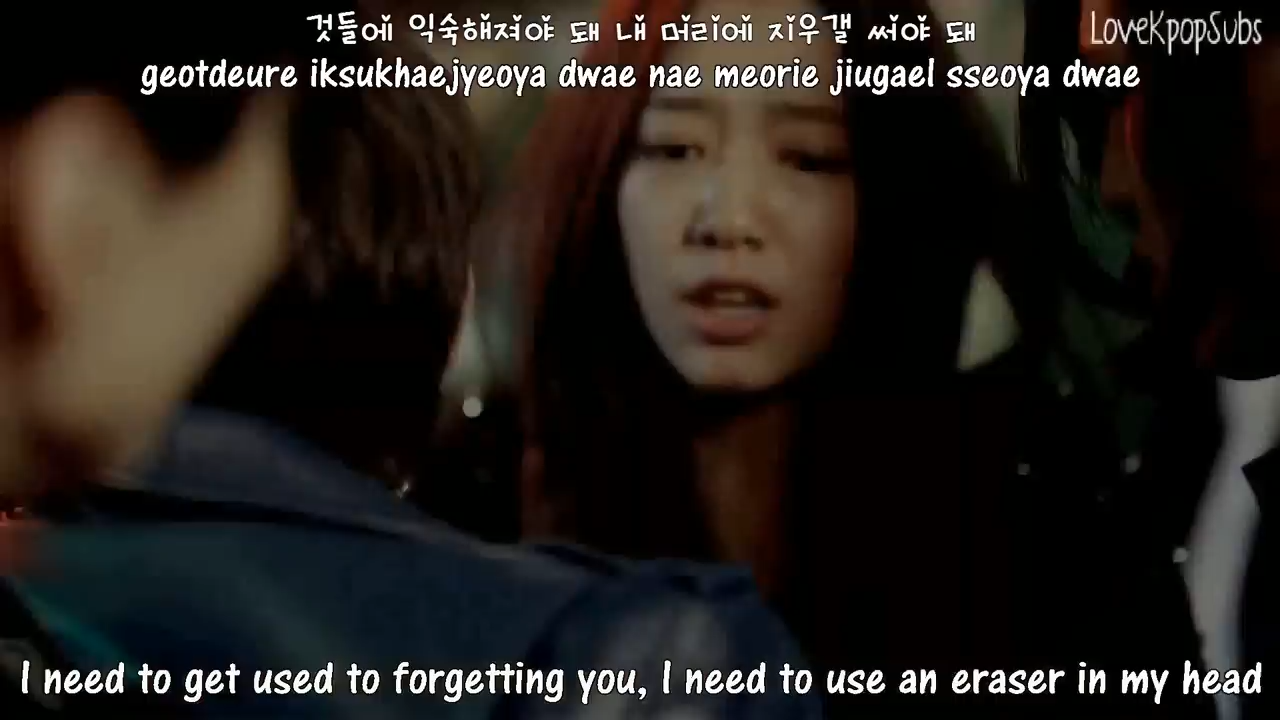 것들에 익숙해져야 돼 내 머리에 지우갤 써야 돼
LoveKpopSubs
geotdeure iksukhaejyeoya dwae nae meorie jiugael sseoya dwae
I need to get used to forgetting you, I need to use an eraser in my head